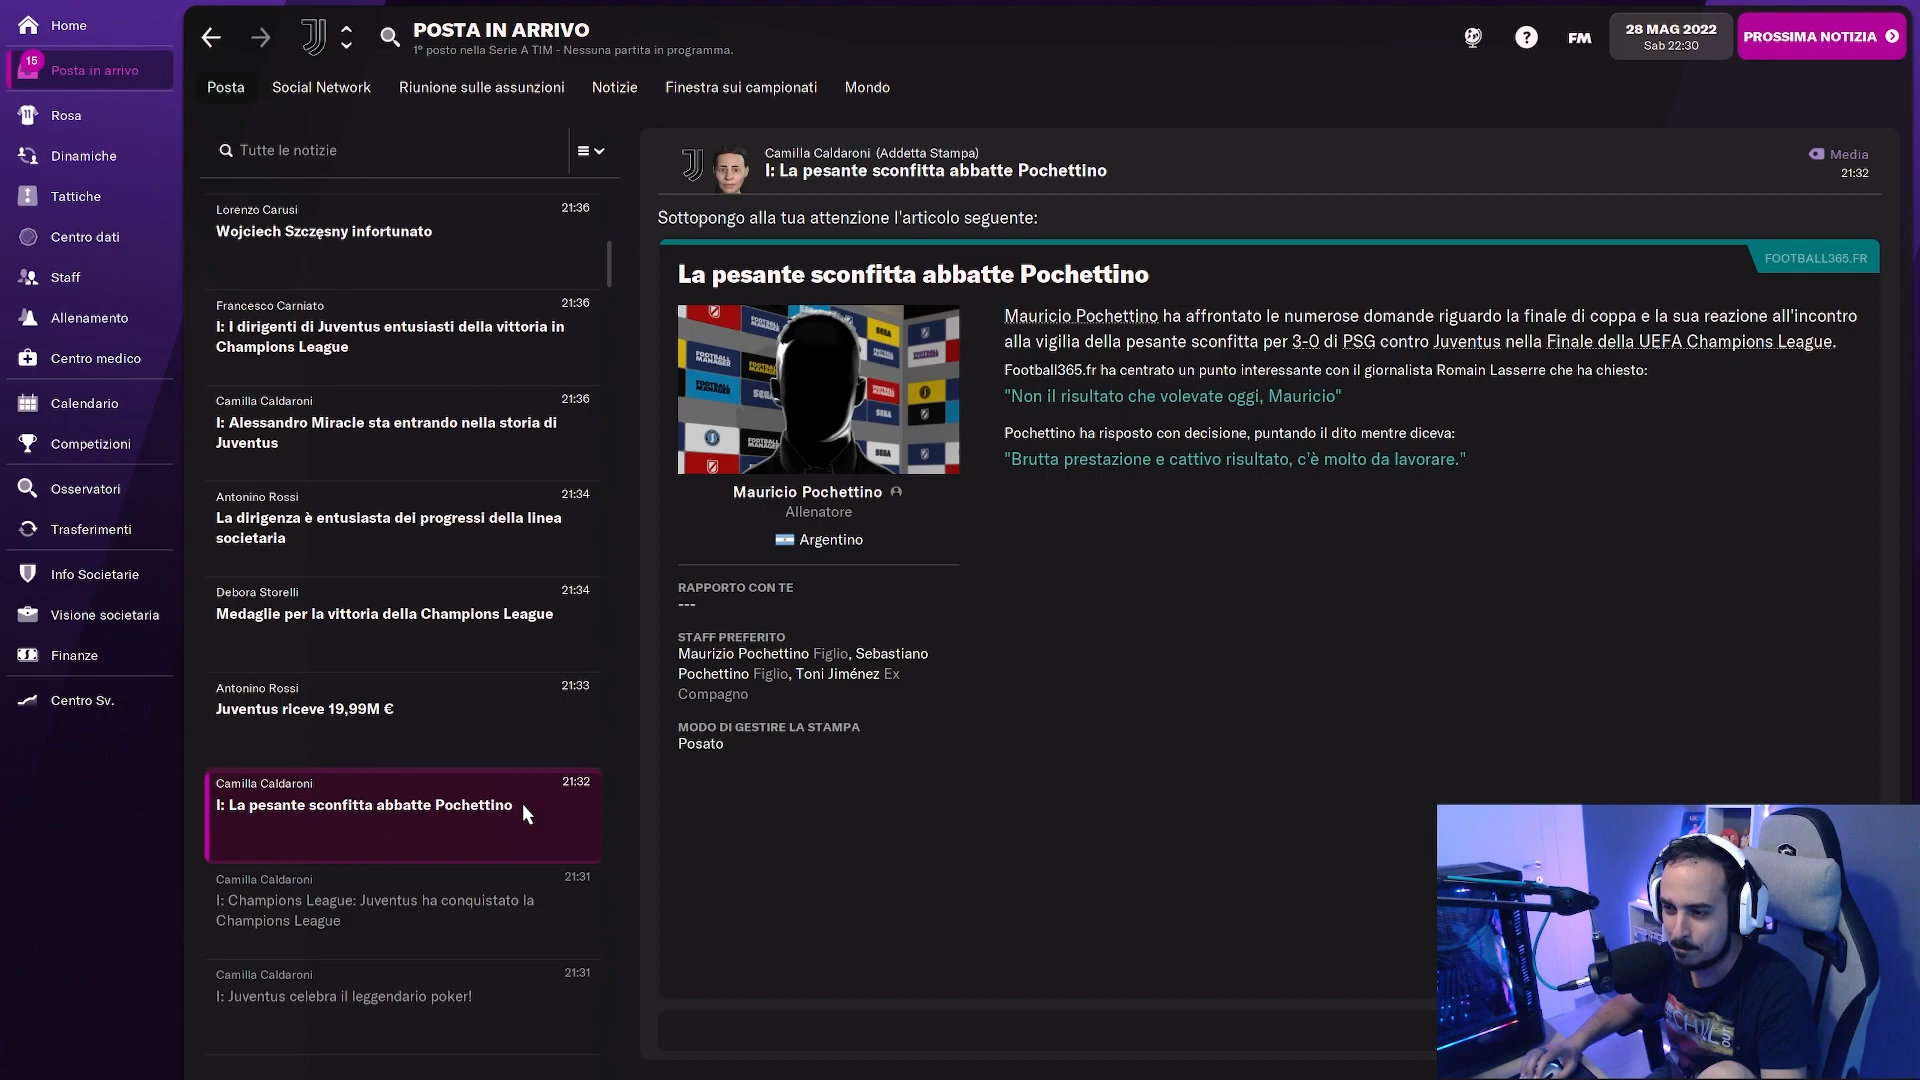 Home
15
Posta in arrivo
Rosa
Dinamiche
Tattiche
Centro dati
Staff
Allenamento
Centro medico
Calendario
Competizioni
Osservatori
Trasferimenti
Info Societarie
Visione societaria
Finanze
Centro Sv.
POSTA IN ARRIVO
1° posto nella Serie A TIM - Nessuna partita in programma.
FM
28 MAG 2022
Sab 22:30
PROSSIMA NOTIZIA
Posta
Social Network
Riunione sulle assunzioni
Notizie
Finestra sui campionati
Mondo
Tutte le notizie
Lorenzo Carusi
21:36
Wojciech Szczęsny infortunato
Francesco Carniato
21:36
I: I dirigenti di Juventus entusiasti della vittoria in
Champions League
Camilla Caldaroni
21:36
I: Alessandro Miracle sta entrando nella storia di
Juventus
Antonino Rossi
21:34
La dirigenza è entusiasta dei progressi della linea
societaria
Debora Storelli
21:34
Medaglie per la vittoria della Champions League
Antonino Rossi
21:33
Juventus riceve 19,99M €
Camilla Caldaroni
21:32
I: La pesante sconfitta abbatte Pochettino
Camilla Caldaroni
21:31
I: Champions League: Juventus ha conquistato la
Champions League
Camilla Caldaroni
21:31
I: Juventus celebra il leggendario poker!
Camilla Caldaroni (Addetta Stampa)
I: La pesante sconfitta abbatte Pochettino
Media
21:32
Sottopongo alla tua attenzione l'articolo seguente:
FOOTBALL365.FR
La pesante sconfitta abbatte Pochettino
Mauricio Pochettino ha affrontato le numerose domande riguardo la finale di coppa e la sua reazione all'incontro
alla vigilia della pesante sconfitta per 3-0 di PSG contro Juventus nella Finale della UEFA Champions League.
Football365.fr ha centrato un punto interessante con il giornalista Romain Lasserre che ha chiesto:
"Non il risultato che volevate oggi, Mauricio"
Pochettino ha risposto con decisione, puntando il dito mentre diceva:
"Brutta prestazione e cattivo risultato, c'è molto da lavorare."
Mauricio Pochettino
Allenatore
Argentino
RAPPORTO CON TE
---
STAFF PREFERITO
Maurizio Pochettino Figlio, Sebastiano
Pochettino Figlio, Toni Jiménez Ex
Compagno
MODO DI GESTIRE LA STAMPA
Posato